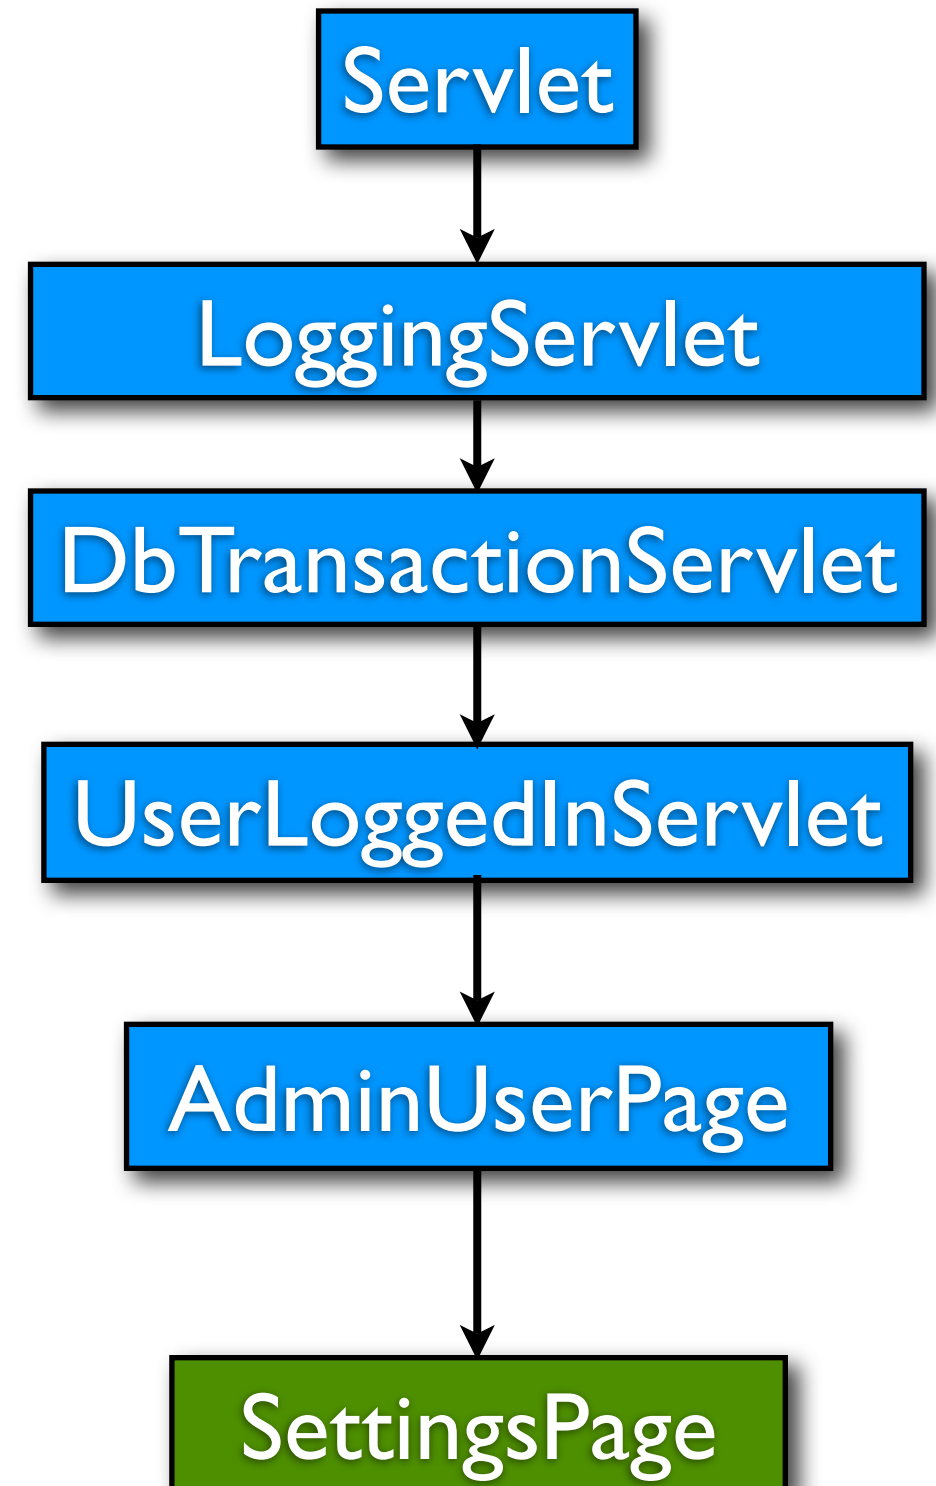 Servlet
LoggingServlet
DbTransactionServlet
UserLoggedInServlet
AdminUserPage
SettingsPage